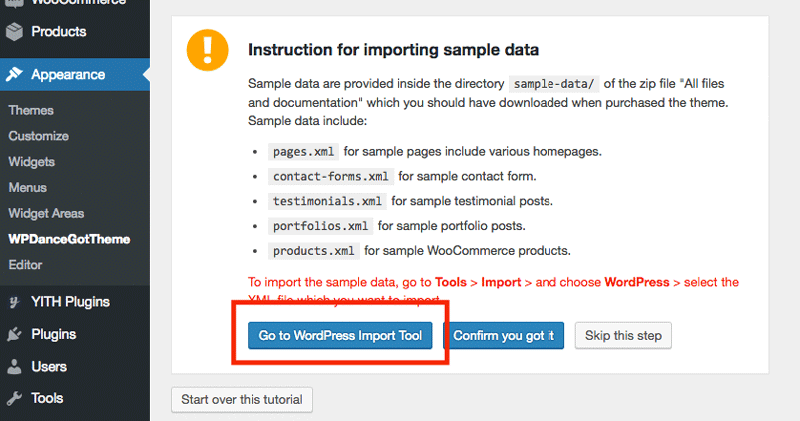 WooCommerce
Products
Appearance
Themes
Customize
Widgets
Menus
Widget Areas
WPDanceGotTheme
Editor
YITH Plugins
Plugins
Users
Tools
Instruction for importing sample data
Sample data are provided inside the directory sample-data/ of the zip file "All files
and documentation" which you should have downloaded when purchased the theme.
Sample data include:
• pages.xml for sample pages include various homepages.
• contact-forms.xml for sample contact form.
• testimonials.xml for sample testimonial posts.
• portfolios.xml for sample portfolio posts.
• products.xml for sample WooCommerce products.
To import the sample data, go to Tools > Import > and choose WordPress > select the
XML file which you want to import
Go to WordPress Import Tool
Confirm you got it
Skip this step
Start over this tutorial